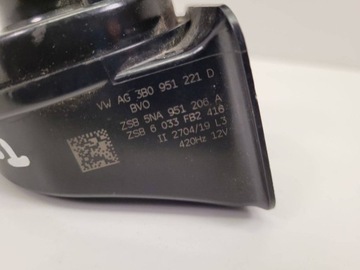 VW AG 3B0 951 221 D
BVO
ZSB 5NA 951 206 A
ZSB 6 033 FB2 416
II 2704/19 L3
420Hz 12V